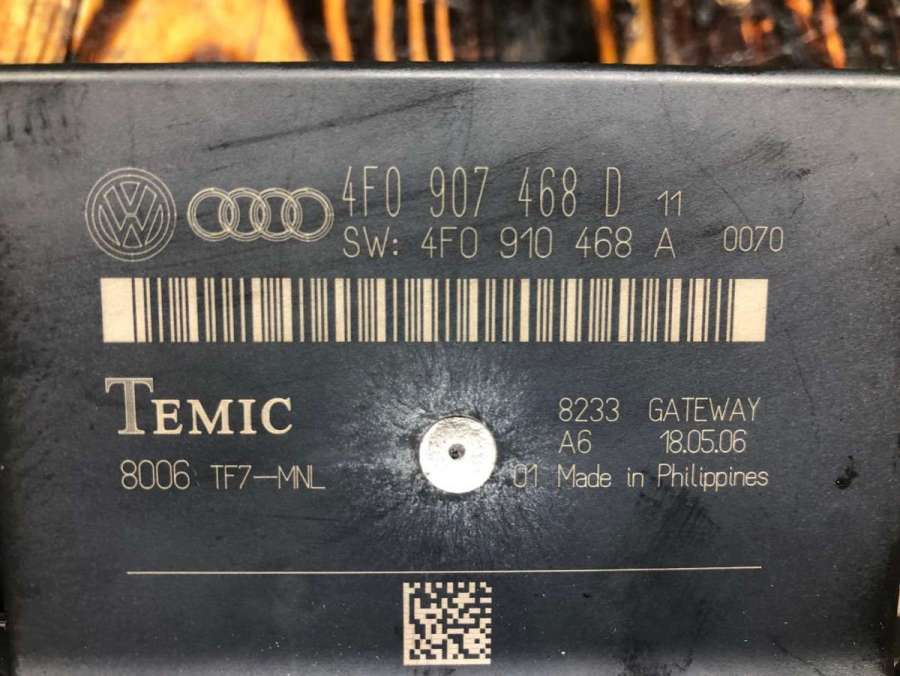 4F0 907 468 D 11
SW: 4F0 910 468 A 0070
TEMIC
8233 GATEWAY
A6 18.05.06
8006 TF7-MNL
01 Made in Philippines